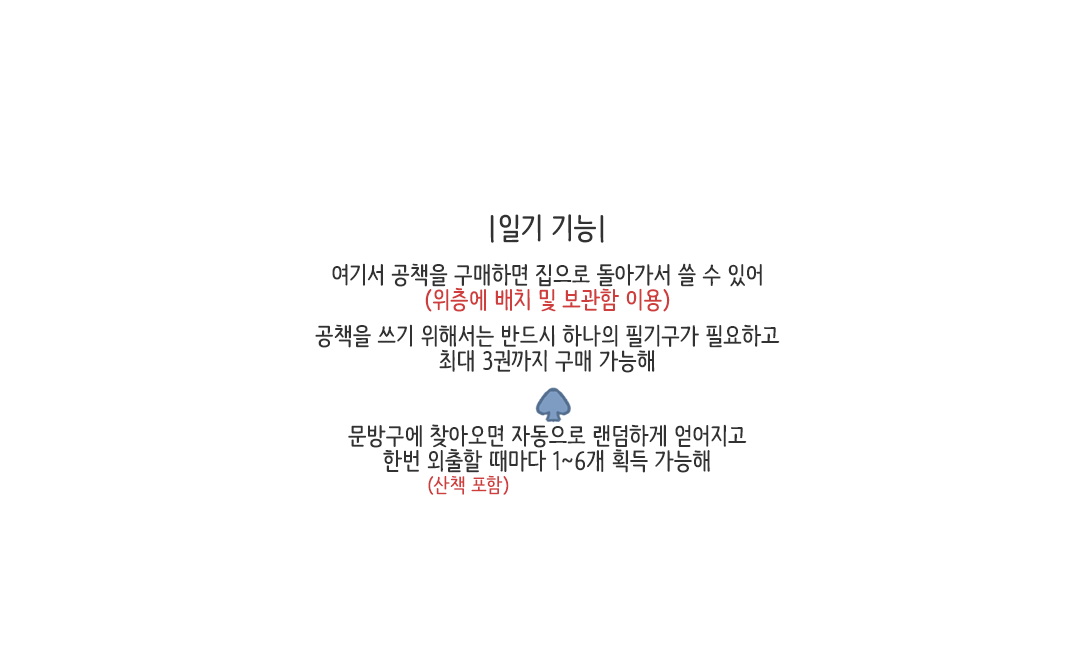 |일기 기능|
여기서 공책을 구매하면 집으로 돌아가서 쓸 수 있어
(위층에 배치 및 보관함 이용)
공책을 쓰기 위해서는 반드시 하나의 필기구가 필요하고
최대 3권까지 구매 가능해
문방구에 찾아오면 자동으로 랜덤하게 얻어지고
한번 외출할 때마다 1~6개 획득 가능해
(산책 포함)